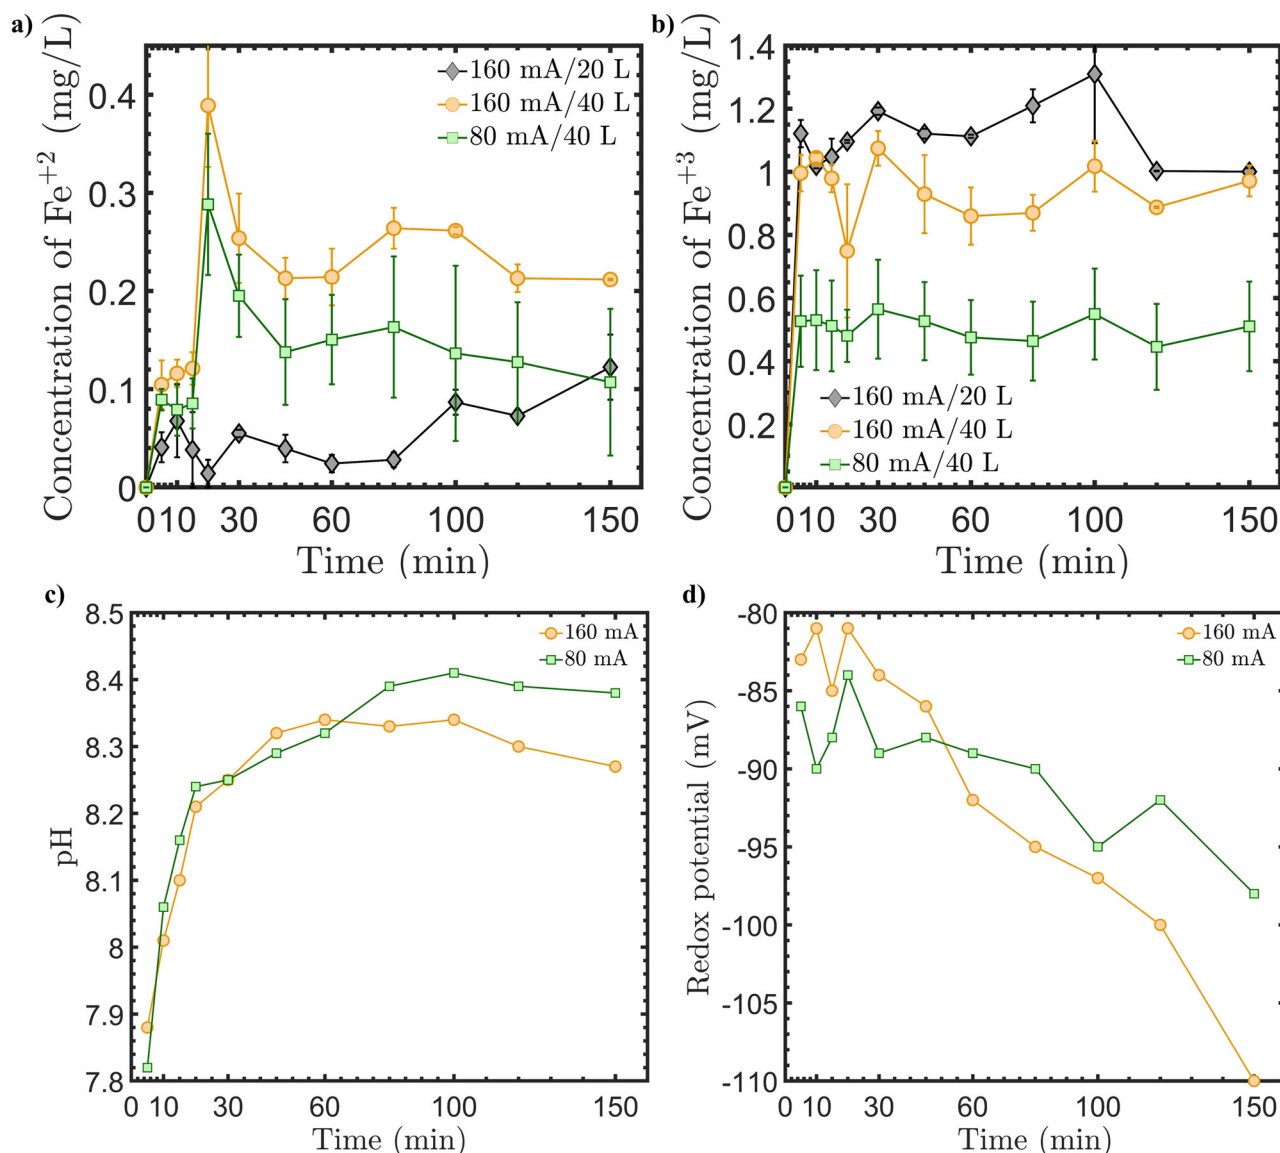 a)
Concentration of Fe⁺² (mg/L)
0.4
0.3
0.2
0.1
0
160 mA/20 L
160 mA/40 L
80 mA/40 L
0 10 30 60 100 150
Time (min)
b)
Concentration of Fe⁺³ (mg/L)
1.4
1.2
1
0.8
0.6
0.4
0.2
160 mA/20 L
160 mA/40 L
80 mA/40 L
0 10 30 60 100 150
Time (min)
c)
pH
8.5
8.4
8.3
8.2
8.1
8
7.9
7.8
160 mA
80 mA
0 10 30 60 100 150
Time (min)
d)
Redox potential (mV)
-80
-85
-90
-95
-100
-105
-110
160 mA
80 mA
0 10 30 60 100 150
Time (min)